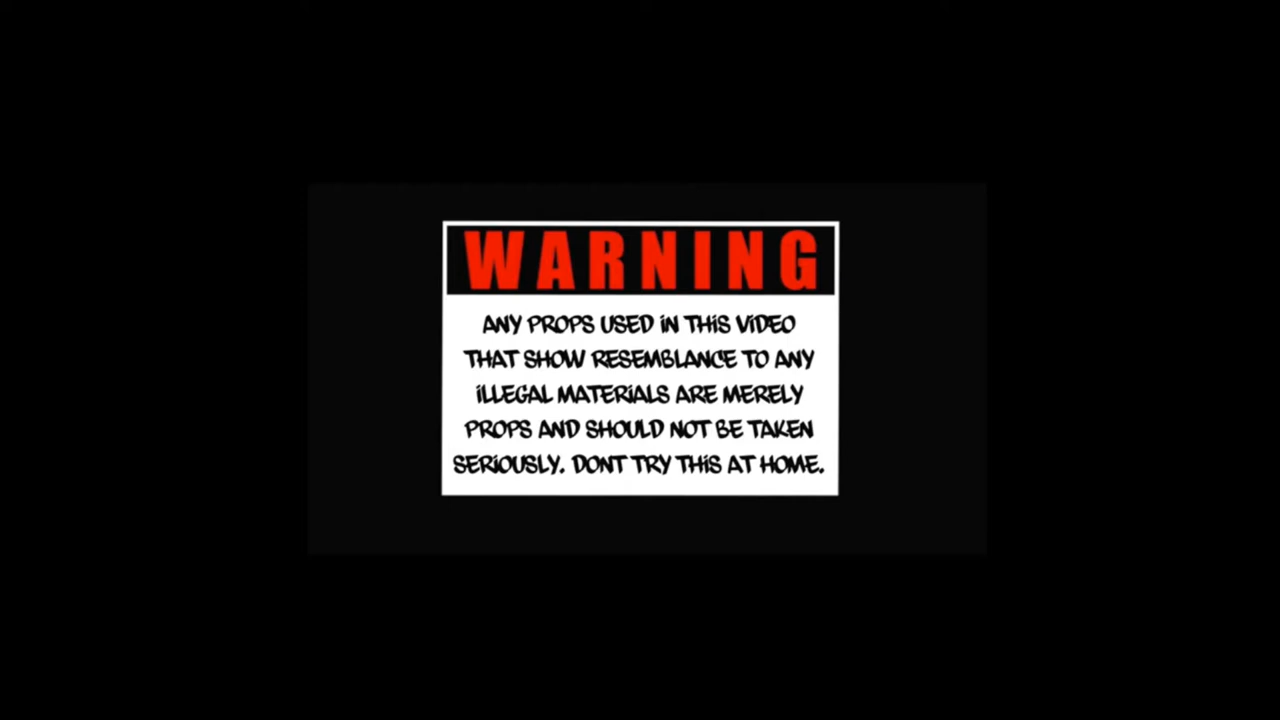 WARNING
ANY PROPS USED IN THIS VIDEO
THAT SHOW RESEMBLANCE TO ANY
ILLEGAL MATERIALS ARE MERELY
PROPS AND SHOULD NOT BE TAKEN
SERIOUSLY. DONT TRY THIS AT HOME.